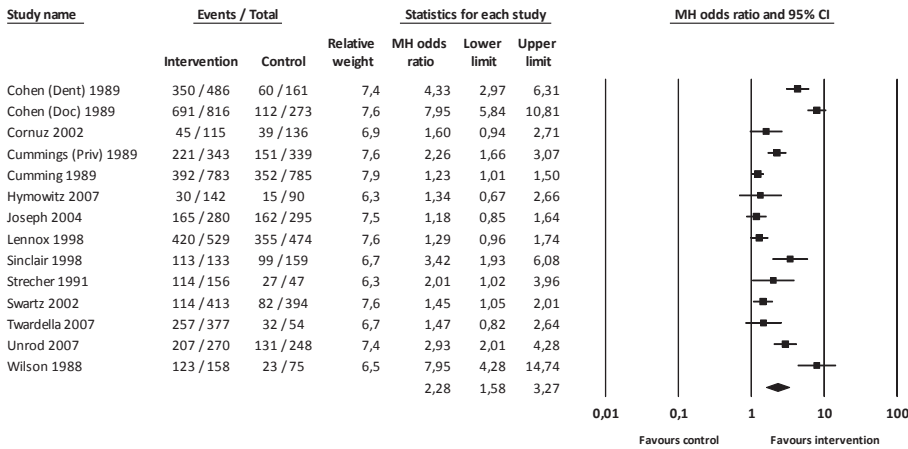 Study name Events / Total Statistics for each study MH odds ratio and 95% CI
Relative MH odds Lower Upper
Intervention Control weight ratio limit limit
Cohen (Dent) 1989 350 / 486 60 / 161 7,4 4,33 2,97 6,31
Cohen (Doc) 1989 691 / 816 112 / 273 7,6 7,95 5,84 10,81
Cornuz 2002 45 / 115 39 / 136 6,9 1,60 0,94 2,71
Cummings (Priv) 1989 221 / 343 151 / 339 7,6 2,26 1,66 3,07
Cumming 1989 392 / 783 352 / 785 7,9 1,23 1,01 1,50
Hymowitz 2007 30 / 142 15 / 90 6,3 1,34 0,67 2,66
Joseph 2004 165 / 280 162 / 295 7,5 1,18 0,85 1,64
Lennox 1998 420 / 529 355 / 474 7,6 1,29 0,96 1,74
Sinclair 1998 113 / 133 99 / 159 6,7 3,42 1,93 6,08
Strecher 1991 114 / 156 27 / 47 6,3 2,01 1,02 3,96
Swartz 2002 114 / 413 82 / 394 7,6 1,45 1,05 2,01
Twardella 2007 257 / 377 32 / 54 6,7 1,47 0,82 2,64
Unrod 2007 207 / 270 131 / 248 7,4 2,93 2,01 4,28
Wilson 1988 123 / 158 23 / 75 6,5 7,95 4,28 14,74
2,28 1,58 3,27
0,01 0,1 1 10 100
Favours control Favours intervention